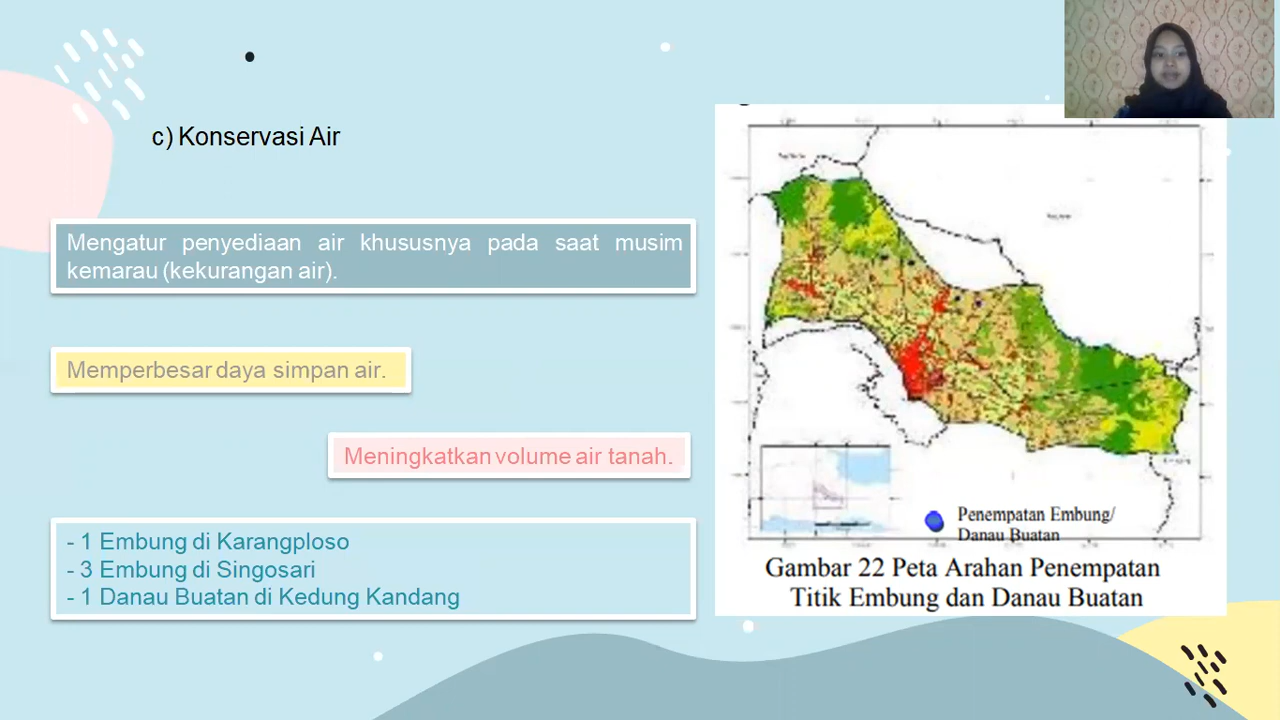 c) Konservasi Air
Mengatur penyediaan air khususnya pada saat musim
kemarau (kekurangan air).
Memperbesar daya simpan air.
Meningkatkan volume air tanah.
- 1 Embung di Karangploso
- 3 Embung di Singosari
- 1 Danau Buatan di Kedung Kandang
Penempatan Embung/
Danau Buatan
Gambar 22 Peta Arahan Penempatan
Titik Embung dan Danau Buatan